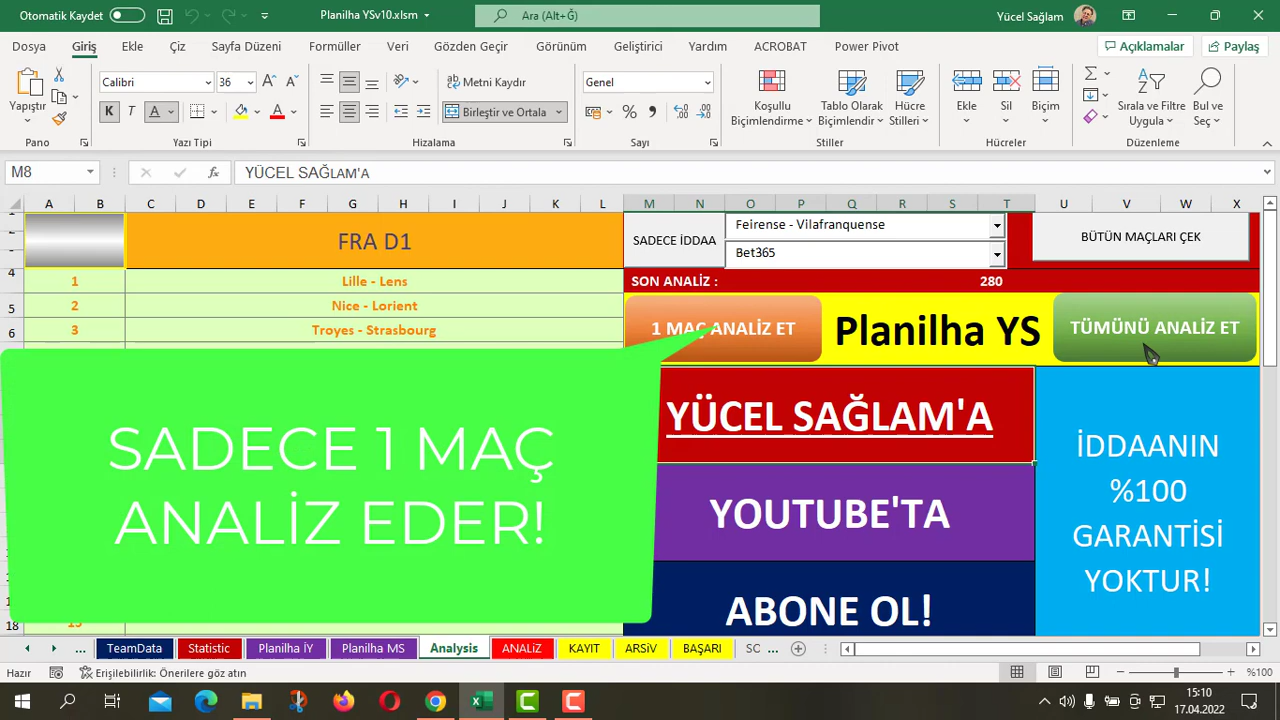 Otomatik Kaydet
Planilha YSv10.xlsm
Ara (Alt+Ğ)
Yücel Sağlam
Dosya
Giriş
Ekle
Çiz
Sayfa Düzeni
Formüller
Veri
Gözden Geçir
Görünüm
Geliştirici
Yardım
ACROBAT
Power Pivot
Açıklamalar
Paylaş
Yapıştır
Calibri
36
K
T
A
Metni Kaydır
Birleştir ve Ortala
Genel
Koşullu
Biçimlendirme
Tablo Olarak
Biçimlendir
Hücre
Stilleri
Ekle
Sil
Biçim
Sırala ve Filtre
Uygula
Bul ve
Seç
Pano
Yazı Tipi
Hizalama
Sayı
Stiller
Hücreler
Düzenleme
M8
fx
YÜCEL SAĞLAM'A
A B C D E F G H I J K L M N O P Q R S T U V W X
FRA D1
SADECE İDDAA
Feirense - Vilafranquense
Bet365
BÜTÜN MAÇLARI ÇEK
4
1
Lille - Lens
SON ANALİZ :
280
5
2
Nice - Lorient
6
3
Troyes - Strasbourg
1 MAÇ ANALİZ ET
Planilha YS
TÜMÜNÜ ANALİZ ET
SADECE 1 MAÇ
ANALİZ EDER!
YÜCEL SAĞLAM'A
YOUTUBE'TA
ABONE OL!
İDDAANIN
%100
GARANTİSİ
YOKTUR!
18
TeamData
Statistic
Planilha İY
Planilha MS
Analysis
ANALİZ
KAYIT
ARŞİV
BAŞARI
Hazır
Erişilebilirlik: Önerilere göz atın
%100
15:10
17.04.2022